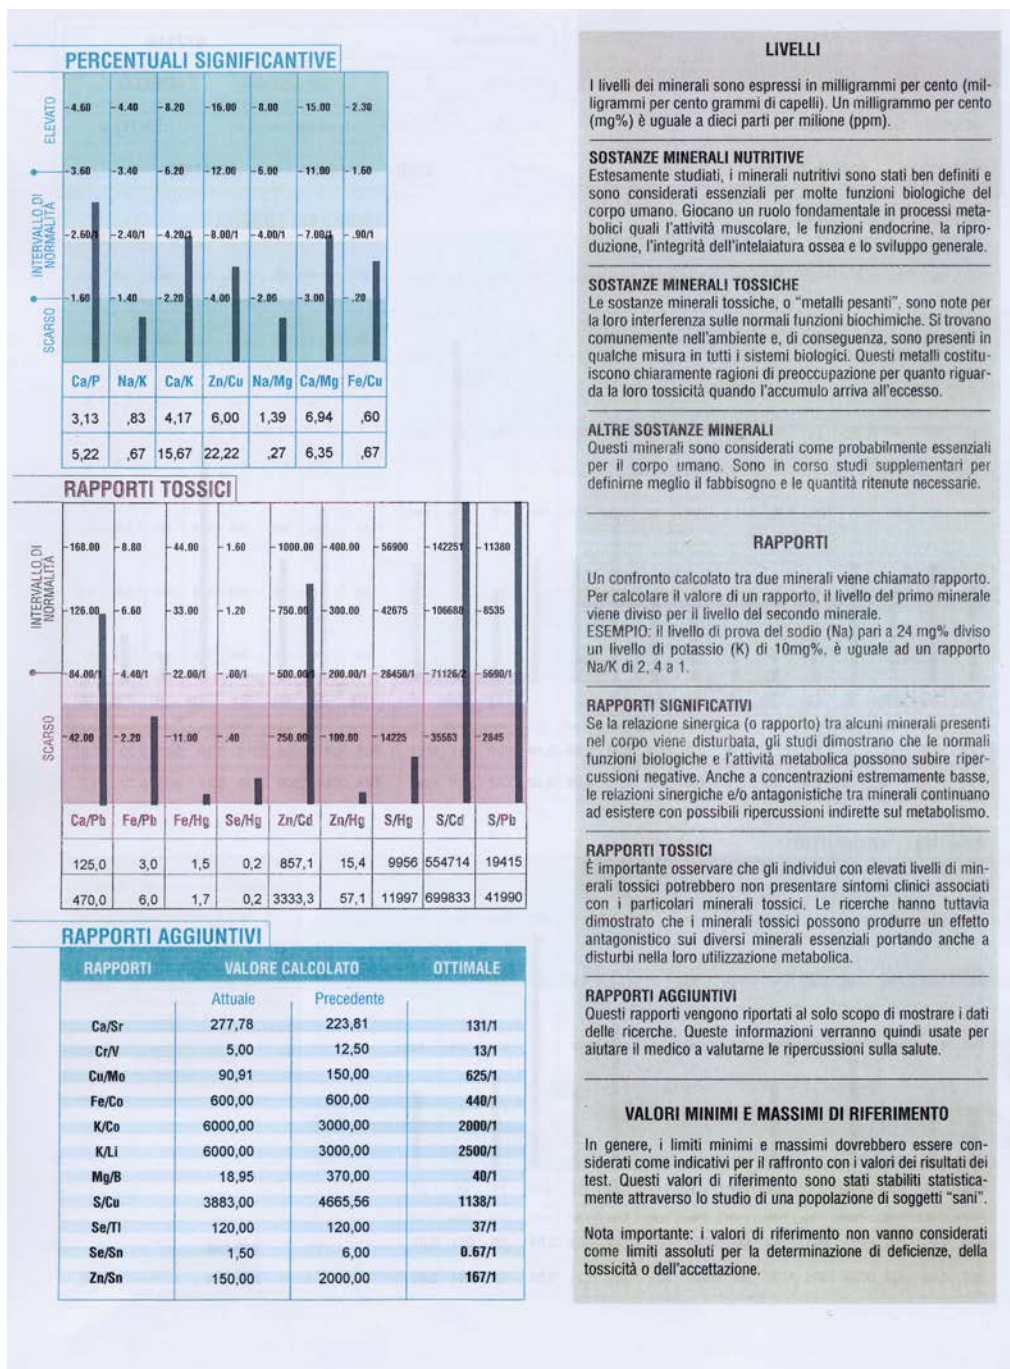 PERCENTUALI SIGNIFICANTIVE
ELEVATO
INTERVALLO DI NORMALITÀ
SCARSO
4.60 4.40 8.20 16.00 8.00 15.00 2.30
3.60 3.40 6.20 12.00 6.00 11.00 1.60
2.60/1 2.40/1 4.20/1 8.00/1 4.00/1 7.00/1 .90/1
1.60 1.40 2.20 4.00 2.00 3.00 .20
Ca/P Na/K Ca/K Zn/Cu Na/Mg Ca/Mg Fe/Cu
3,13 ,83 4,17 6,00 1,39 6,94 ,60
5,22 ,67 15,67 22,22 ,27 6,35 ,67
RAPPORTI TOSSICI
INTERVALLO DI NORMALITÀ
SCARSO
168.00 8.80 44.00 1.60 1000.00 400.00 56900 142251 11380
126.00 6.60 33.00 1.20 750.00 300.00 42675 106688 8535
84.00/1 4.40/1 22.00/1 .80/1 500.00/1 200.00/1 28450/1 71126/2 5690/1
42.00 2.20 11.00 .40 250.00 100.00 14225 35563 2845
Ca/Pb Fe/Pb Fe/Hg Se/Hg Zn/Cd Zn/Hg S/Hg S/Cd S/Pb
125,0 3,0 1,5 0,2 857,1 15,4 9956 554714 19415
470,0 6,0 1,7 0,2 3333,3 57,1 11997 699833 41990
RAPPORTI AGGIUNTIVI
RAPPORTI VALORE CALCOLATO OTTIMALE
Attuale Precedente
Ca/Sr 277,78 223,81 131/1
Cr/V 5,00 12,50 13/1
Cu/Mo 90,91 150,00 625/1
Fe/Co 600,00 600,00 440/1
K/Co 6000,00 3000,00 2000/1
K/Li 6000,00 3000,00 2500/1
Mg/B 18,95 370,00 40/1
S/Cu 3883,00 4665,56 1138/1
Se/Tl 120,00 120,00 37/1
Se/Sn 1,50 6,00 0.67/1
Zn/Sn 150,00 2000,00 167/1
LIVELLI
I livelli dei minerali sono espressi in milligrammi per cento (mil-
ligrammi per cento grammi di capelli). Un milligrammo per cento
(mg%) è uguale a dieci parti per milione (ppm).
SOSTANZE MINERALI NUTRITIVE
Estesamente studiati, i minerali nutritivi sono stati ben definiti e
sono considerati essenziali per molte funzioni biologiche del
corpo umano. Giocano un ruolo fondamentale in processi meta-
bolici quali l'attività muscolare, le funzioni endocrine, la ripro-
duzione, l'integrità dell'intelaiatura ossea e lo sviluppo generale.
SOSTANZE MINERALI TOSSICHE
Le sostanze minerali tossiche, o "metalli pesanti", sono note per
la loro interferenza sulle normali funzioni biochimiche. Si trovano
comunemente nell'ambiente e, di conseguenza, sono presenti in
qualche misura in tutti i sistemi biologici. Questi metalli costitu-
iscono chiaramente ragioni di preoccupazione per quanto riguar-
da la loro tossicità quando l'accumulo arriva all'eccesso.
ALTRE SOSTANZE MINERALI
Questi minerali sono considerati come probabilmente essenziali
per il corpo umano. Sono in corso studi supplementari per
definirne meglio il fabbisogno e le quantità ritenute necessarie.
RAPPORTI
Un confronto calcolato tra due minerali viene chiamato rapporto.
Per calcolare il valore di un rapporto, il livello del primo minerale
viene diviso per il livello del secondo minerale.
ESEMPIO: il livello di prova del sodio (Na) pari a 24 mg% diviso
un livello di potassio (K) di 10mg%, è uguale ad un rapporto
Na/K di 2, 4 a 1.
RAPPORTI SIGNIFICATIVI
Se la relazione sinergica (o rapporto) tra alcuni minerali presenti
nel corpo viene disturbata, gli studi dimostrano che le normali
funzioni biologiche e l'attività metabolica possono subire riper-
cussioni negative. Anche a concentrazioni estremamente basse,
le relazioni sinergiche e/o antagonistiche tra minerali continuano
ad esistere con possibili ripercussioni indirette sul metabolismo.
RAPPORTI TOSSICI
È importante osservare che gli individui con elevati livelli di min-
erali tossici potrebbero non presentare sintomi clinici associati
con i particolari minerali tossici. Le ricerche hanno tuttavia
dimostrato che i minerali tossici possono produrre un effetto
antagonistico sui diversi minerali essenziali portando anche a
disturbi nella loro utilizzazione metabolica.
RAPPORTI AGGIUNTIVI
Questi rapporti vengono riportati al solo scopo di mostrare i dati
delle ricerche. Queste informazioni verranno quindi usate per
aiutare il medico a valutarne le ripercussioni sulla salute.
VALORI MINIMI E MASSIMI DI RIFERIMENTO
In genere, i limiti minimi e massimi dovrebbero essere con-
siderati come indicativi per il raffronto con i valori dei risultati dei
test. Questi valori di riferimento sono stati stabiliti statistica-
mente attraverso lo studio di una popolazione di soggetti "sani".
Nota importante: i valori di riferimento non vanno considerati
come limiti assoluti per la determinazione di deficienze, della
tossicità o dell'accettazione.